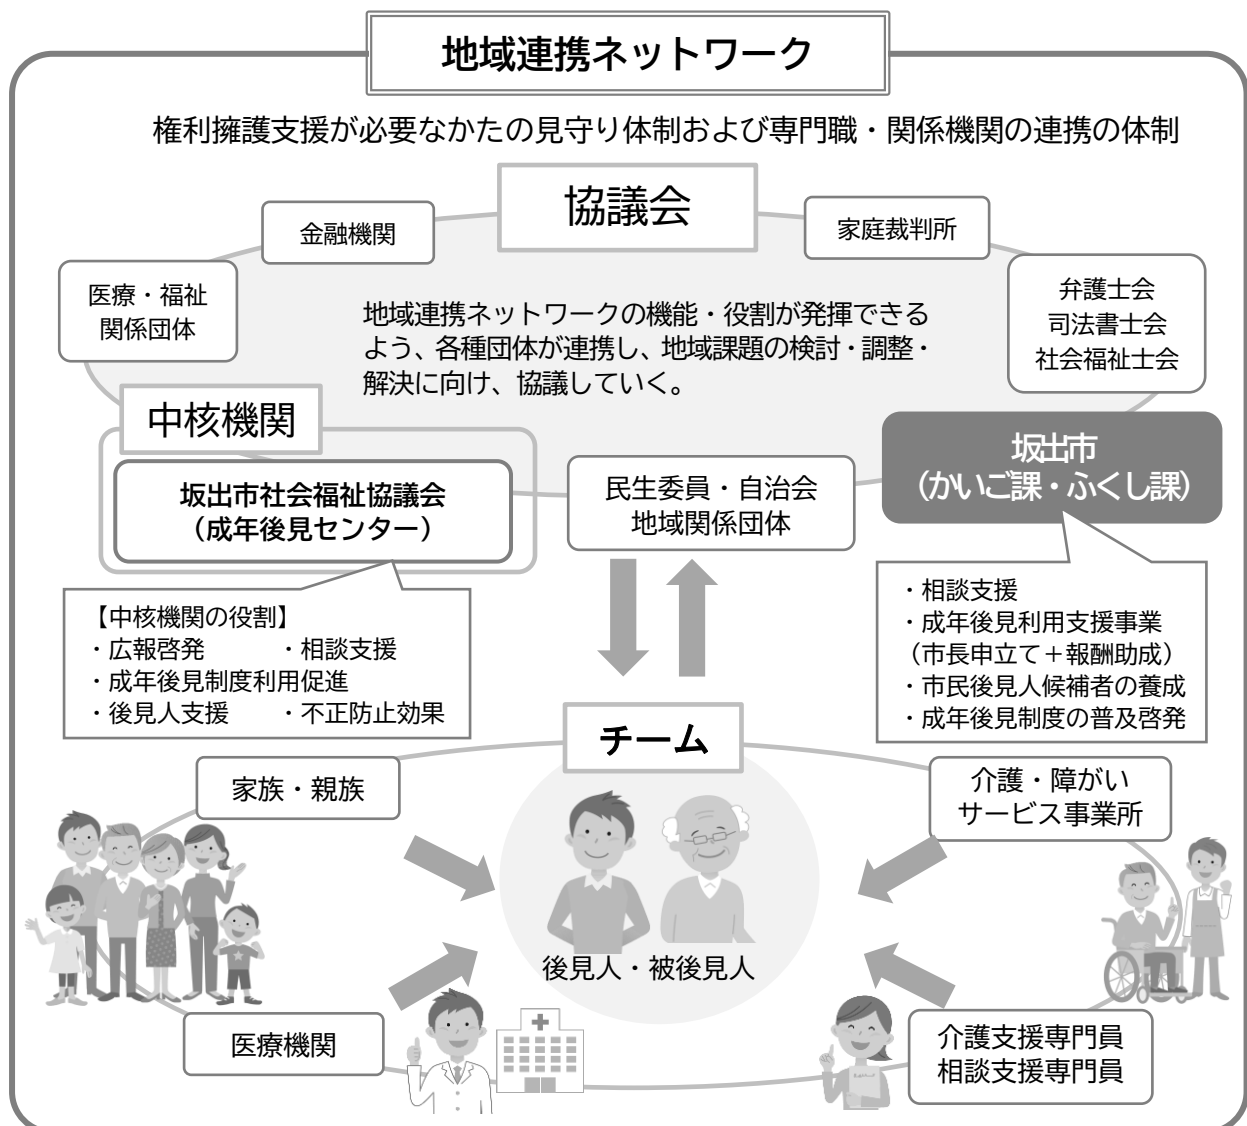 地域連携ネットワーク
権利擁護支援が必要なかたの見守り体制および専門職・関係機関の連携の体制
協議会
金融機関
家庭裁判所
医療・福祉
関係団体
弁護士会
司法書士会
社会福祉士会
地域連携ネットワークの機能・役割が発揮できる
よう、各種団体が連携し、地域課題の検討・調整・
解決に向け、協議していく。
中核機関
坂出市社会福祉協議会
（成年後見センター）
民生委員・自治会
地域関係団体
坂出市
（かいご課・ふくし課）
【中核機関の役割】
・広報啓発　・相談支援
・成年後見制度利用促進
・後見人支援　・不正防止効果
・相談支援
・成年後見利用支援事業
（市長申立て＋報酬助成）
・市民後見人候補者の養成
・成年後見制度の普及啓発
チーム
家族・親族
介護・障がい
サービス事業所
後見人・被後見人
医療機関
介護支援専門員
相談支援専門員